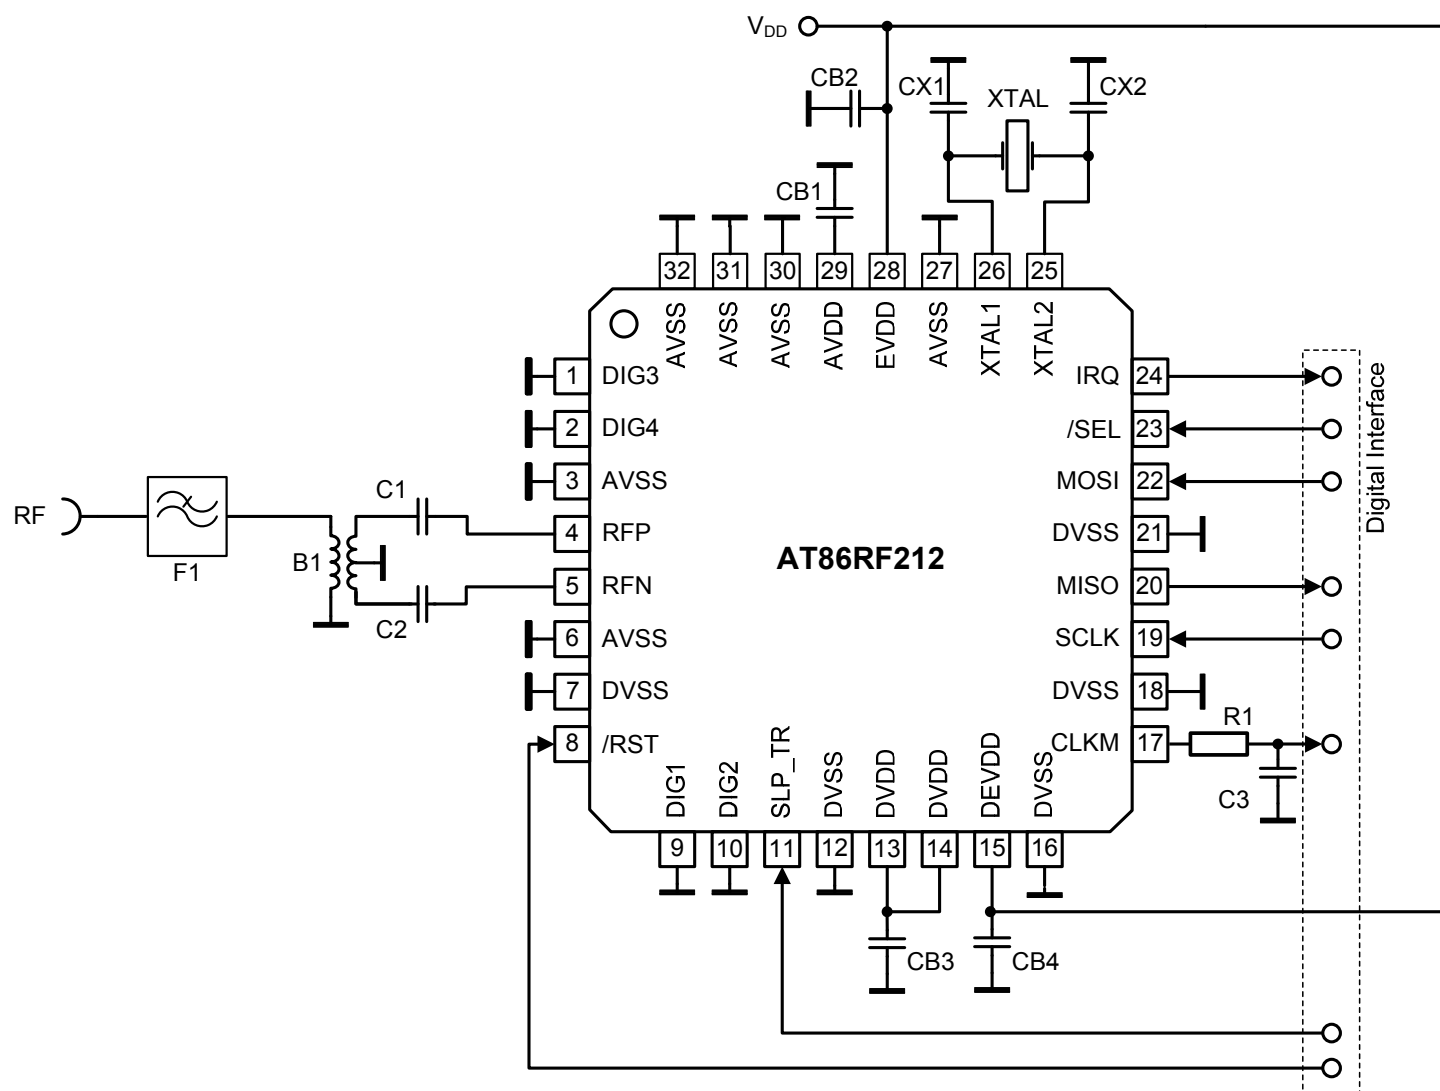 VDD
CB2
CX1
XTAL
CX2
CB1
32 31 30 29 28 27 26 25
AVSS AVSS AVSS AVDD EVDD AVSS XTAL1 XTAL2
1 DIG3
2 DIG4
3 AVSS
4 RFP
5 RFN
6 AVSS
7 DVSS
8 /RST
RF
F1
B1
C1
C2
AT86RF212
IRQ 24
/SEL 23
MOSI 22
DVSS 21
MISO 20
SCLK 19
DVSS 18
CLKM 17
R1
C3
Digital Interface
DIG1 DIG2 SLP_TR DVSS DVDD DVDD DEVDD DVSS
9 10 11 12 13 14 15 16
CB3
CB4